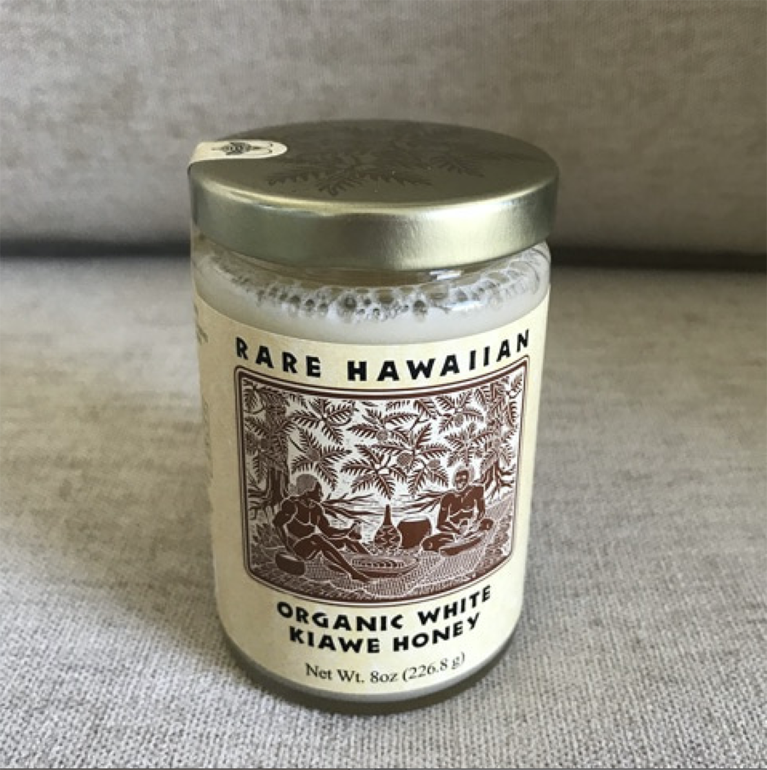 RARE HAWAIIAN
ORGANIC WHITE
KIAWE HONEY
Net Wt. 8oz (226.8 g)